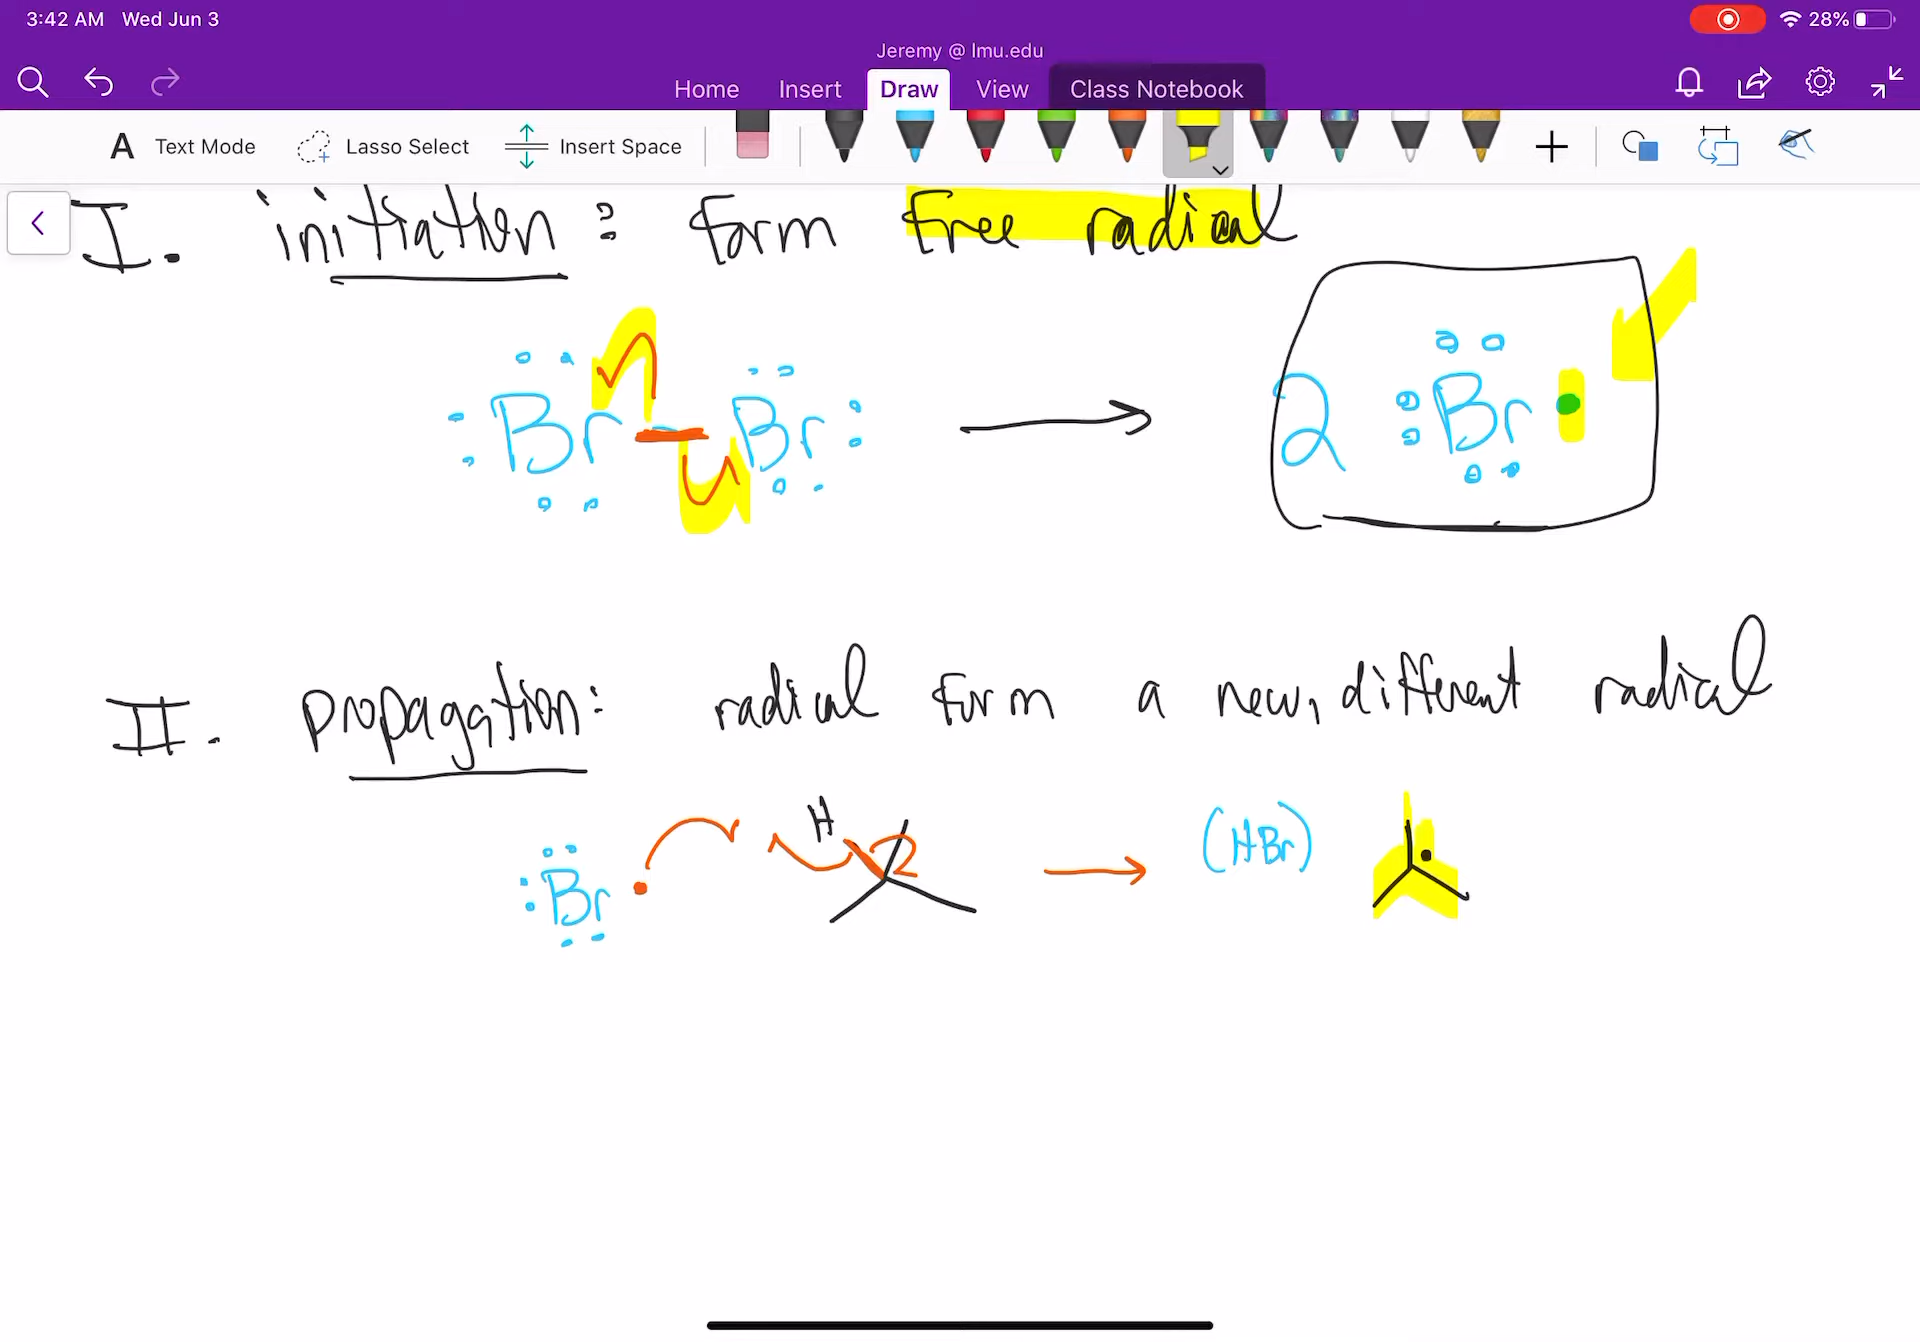 3:42 AM Wed Jun 3 28%
Jeremy @ lmu.edu
Home Insert Draw View Class Notebook
A Text Mode Lasso Select Insert Space
I. initiation: form free radical
Br Br 2 Br
II. propagation: radical form a new, different radical
H (HBr)
Br